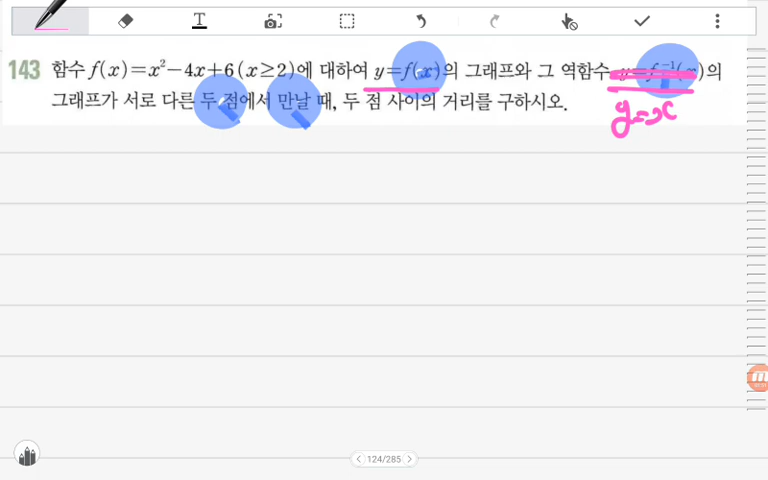 T
143 함수 f(x)=x²-4x+6(x≥2)에 대하여 y=f(x)의 그래프와 그 역함수 y=f⁻¹(x)의
그래프가 서로 다른 두 점에서 만날 때, 두 점 사이의 거리를 구하시오.
y=x
124/285